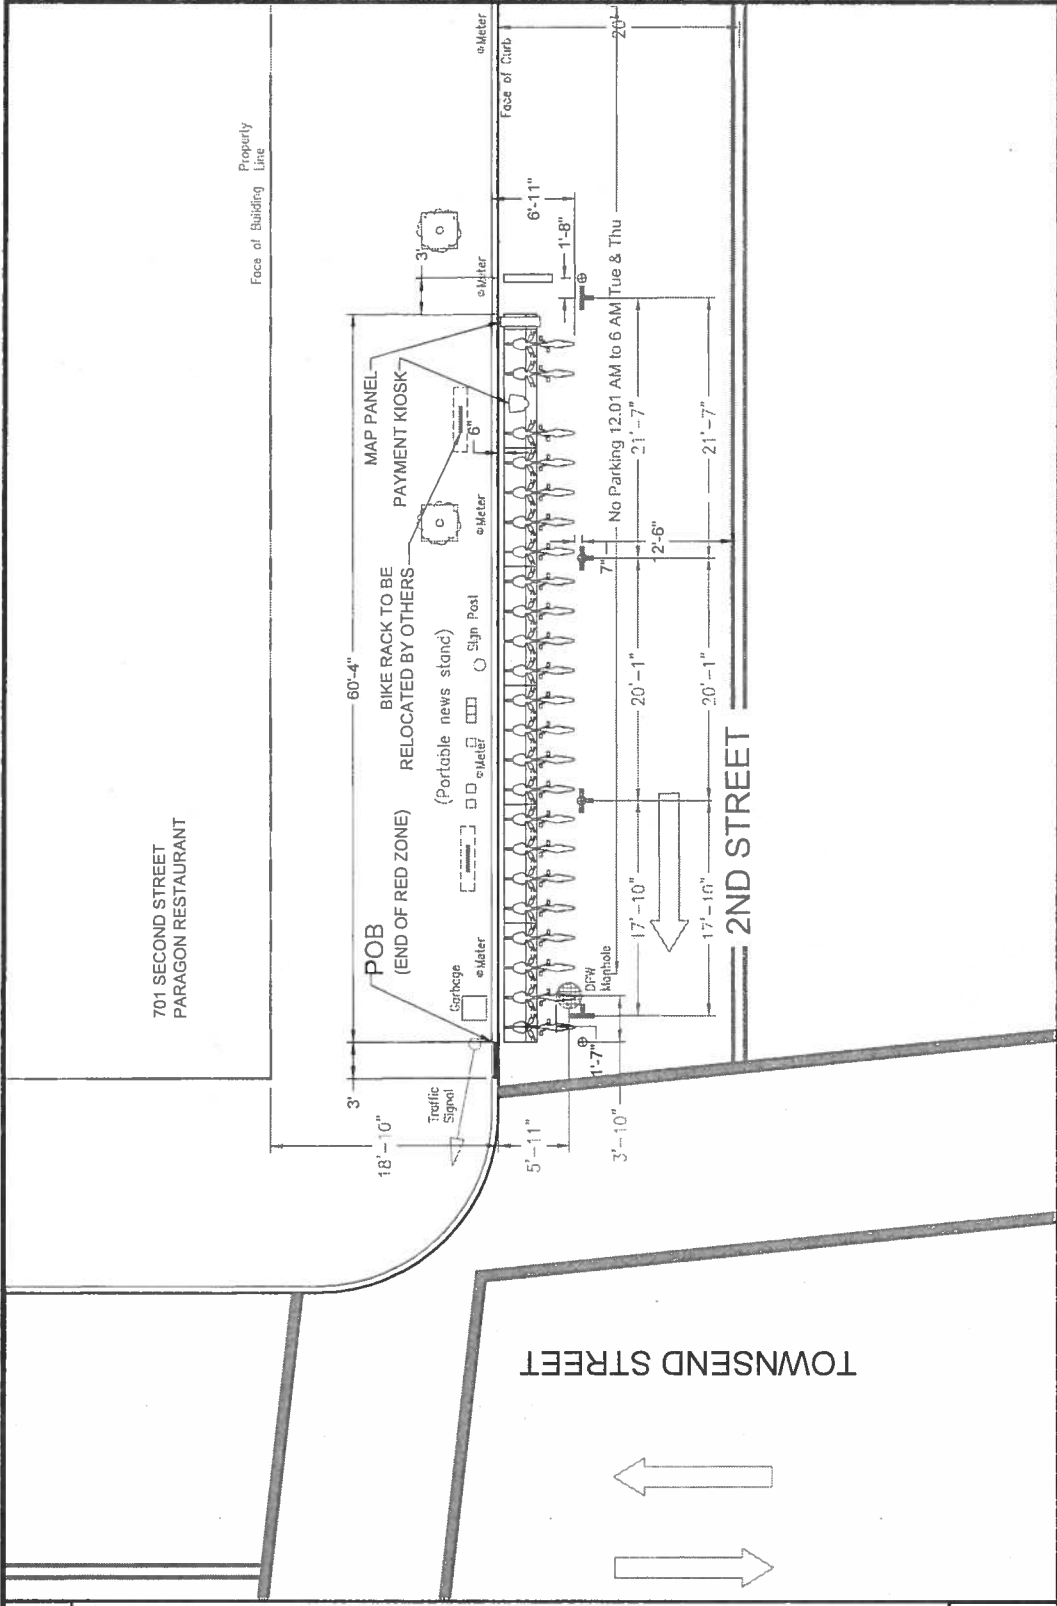 701 SECOND STREET
PARAGON RESTAURANT
Face of Building
Property
Line
3'
60'-4"
3'
18'-10"
MAP PANEL
PAYMENT KIOSK
BIKE RACK TO BE
RELOCATED BY OTHERS
POB
(END OF RED ZONE)
(Portable news stand)
Sign Post
Garbage
Traffic
Signal
Meter
Meter
Meter
Meter
Meter
6"
Face of Curb
20'
6'-11"
1'-8"
No Parking 12.01 AM to 6 AM Tue & Thu
7"
12'-6"
DPW
Manhole
1'-7"
5'-11"
3'-10"
17'-10"
20'-1"
21'-7"
17'-10"
20'-1"
21'-7"
2ND STREET
TOWNSEND STREET